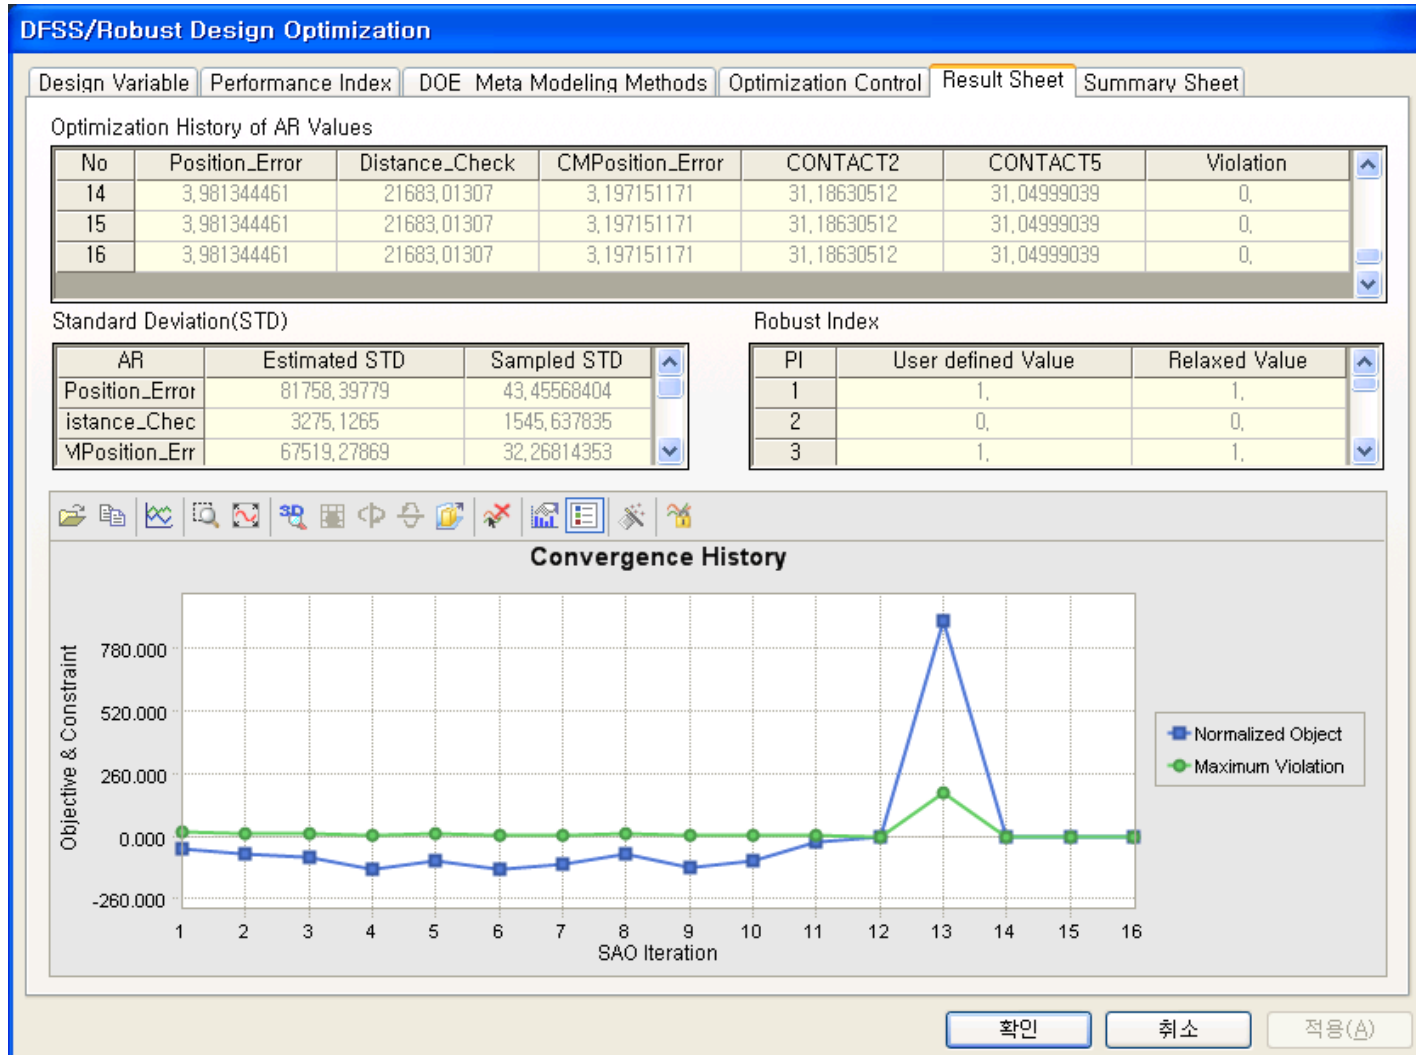 DFSS/Robust Design Optimization
Design Variable Performance Index DOE Meta Modeling Methods Optimization Control Result Sheet Summary Sheet
Optimization History of AR Values
No Position_Error Distance_Check CMPosition_Error CONTACT2 CONTACT5 Violation
14 3,981344461 21683,01307 3,197151171 31,18630512 31,04999039 0,
15 3,981344461 21683,01307 3,197151171 31,18630512 31,04999039 0,
16 3,981344461 21683,01307 3,197151171 31,18630512 31,04999039 0,
Standard Deviation(STD) Robust Index
AR Estimated STD Sampled STD PI User defined Value Relaxed Value
Position_Error 81758,39779 43,45568404 1 1, 1,
istance_Chec 3275,1265 1545,637835 2 0, 0,
MPosition_Err 67519,27869 32,26814353 3 1, 1,
3D
Convergence History
Objective & Constraint
780.000
520.000
260.000
0.000
-260.000
1 2 3 4 5 6 7 8 9 10 11 12 13 14 15 16
SAO Iteration
Normalized Object
Maximum Violation
확인 취소 적용(A)